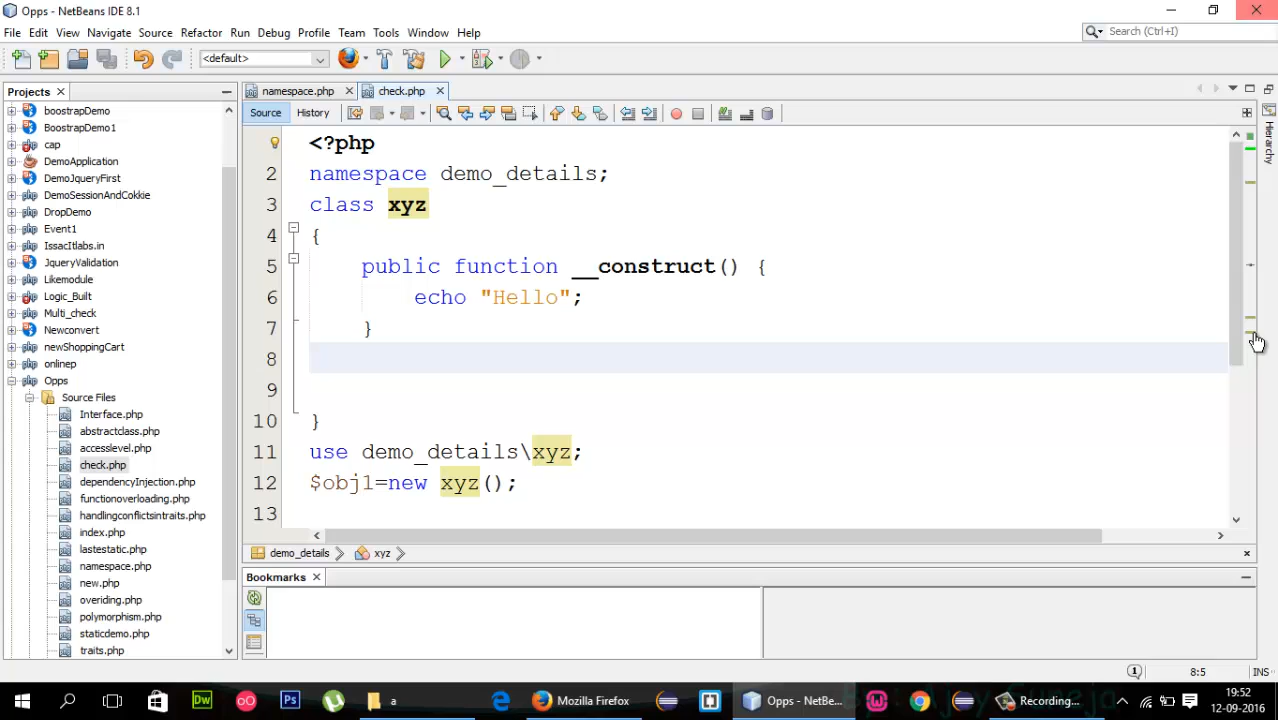 Opps - NetBeans IDE 8.1
File Edit View Navigate Source Refactor Run Debug Profile Team Tools Window Help
Search (Ctrl+I)
<default>
Projects
namespace.php
check.php
Source
History
boostrapDemo
BoostrapDemo1
cap
DemoApplication
DemoJqueryFirst
DemoSessionAndCokkie
DropDemo
Event1
IssacItlabs.in
JqueryValidation
Likemodule
Logic_Built
Multi_check
Newconvert
newShoppingCart
onlinep
Opps
Source Files
Interface.php
abstractclass.php
accesslevel.php
check.php
dependencyInjection.php
functionoverloading.php
handlingconflictsintraits.php
index.php
lastestatic.php
namespace.php
new.php
overiding.php
polymorphism.php
staticdemo.php
traits.php
<?php
2 namespace demo_details;
3 class xyz
4 {
5 public function __construct() {
6 echo "Hello";
7 }
8
9
10 }
11 use demo_details\xyz;
12 $obj1=new xyz();
13
Hierarchy
demo_details
xyz
Bookmarks
1
8:5
INS
Dw
Ps
a
Mozilla Firefox
Opps - NetBe...
Recording...
19:52
12-09-2016